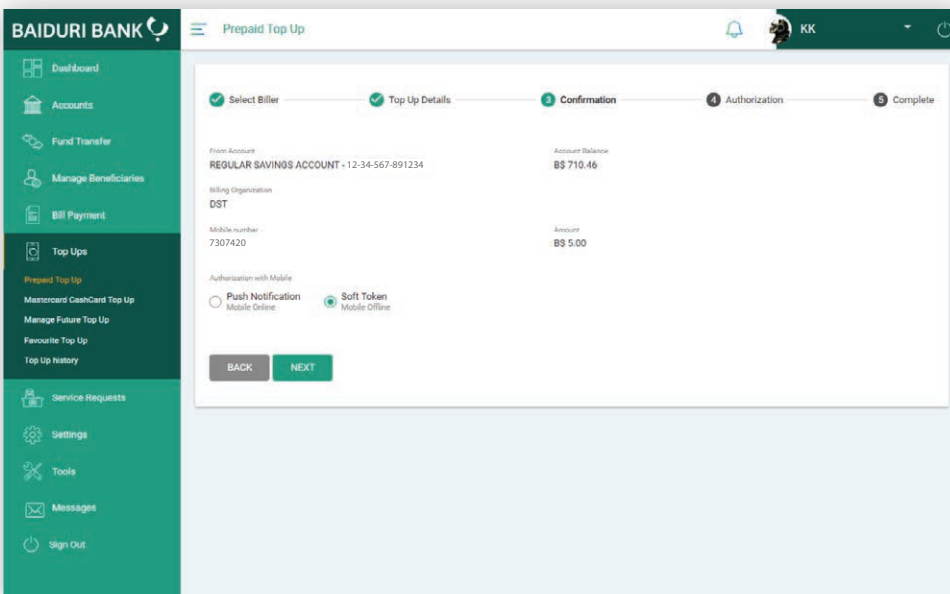 BAIDURI BANK
Prepaid Top Up
KK
Dashboard
Accounts
Fund Transfer
Manage Beneficiaries
Bill Payment
Top Ups
Prepaid Top Up
Mastercard CashCard Top Up
Manage Future Top Up
Favourite Top Up
Top Up history
Service Requests
Settings
Tools
Messages
Sign Out
Select Biller
Top Up Details
3 Confirmation
4 Authorization
5 Complete
From Account
Account Balance
REGULAR SAVINGS ACCOUNT - 12-34-567-891234
B$ 710.46
Billing Organization
DST
Mobile number
Amount
7307420
B$ 5.00
Authorization with Mobile
Push Notification
Mobile Online
Soft Token
Mobile Offline
BACK
NEXT